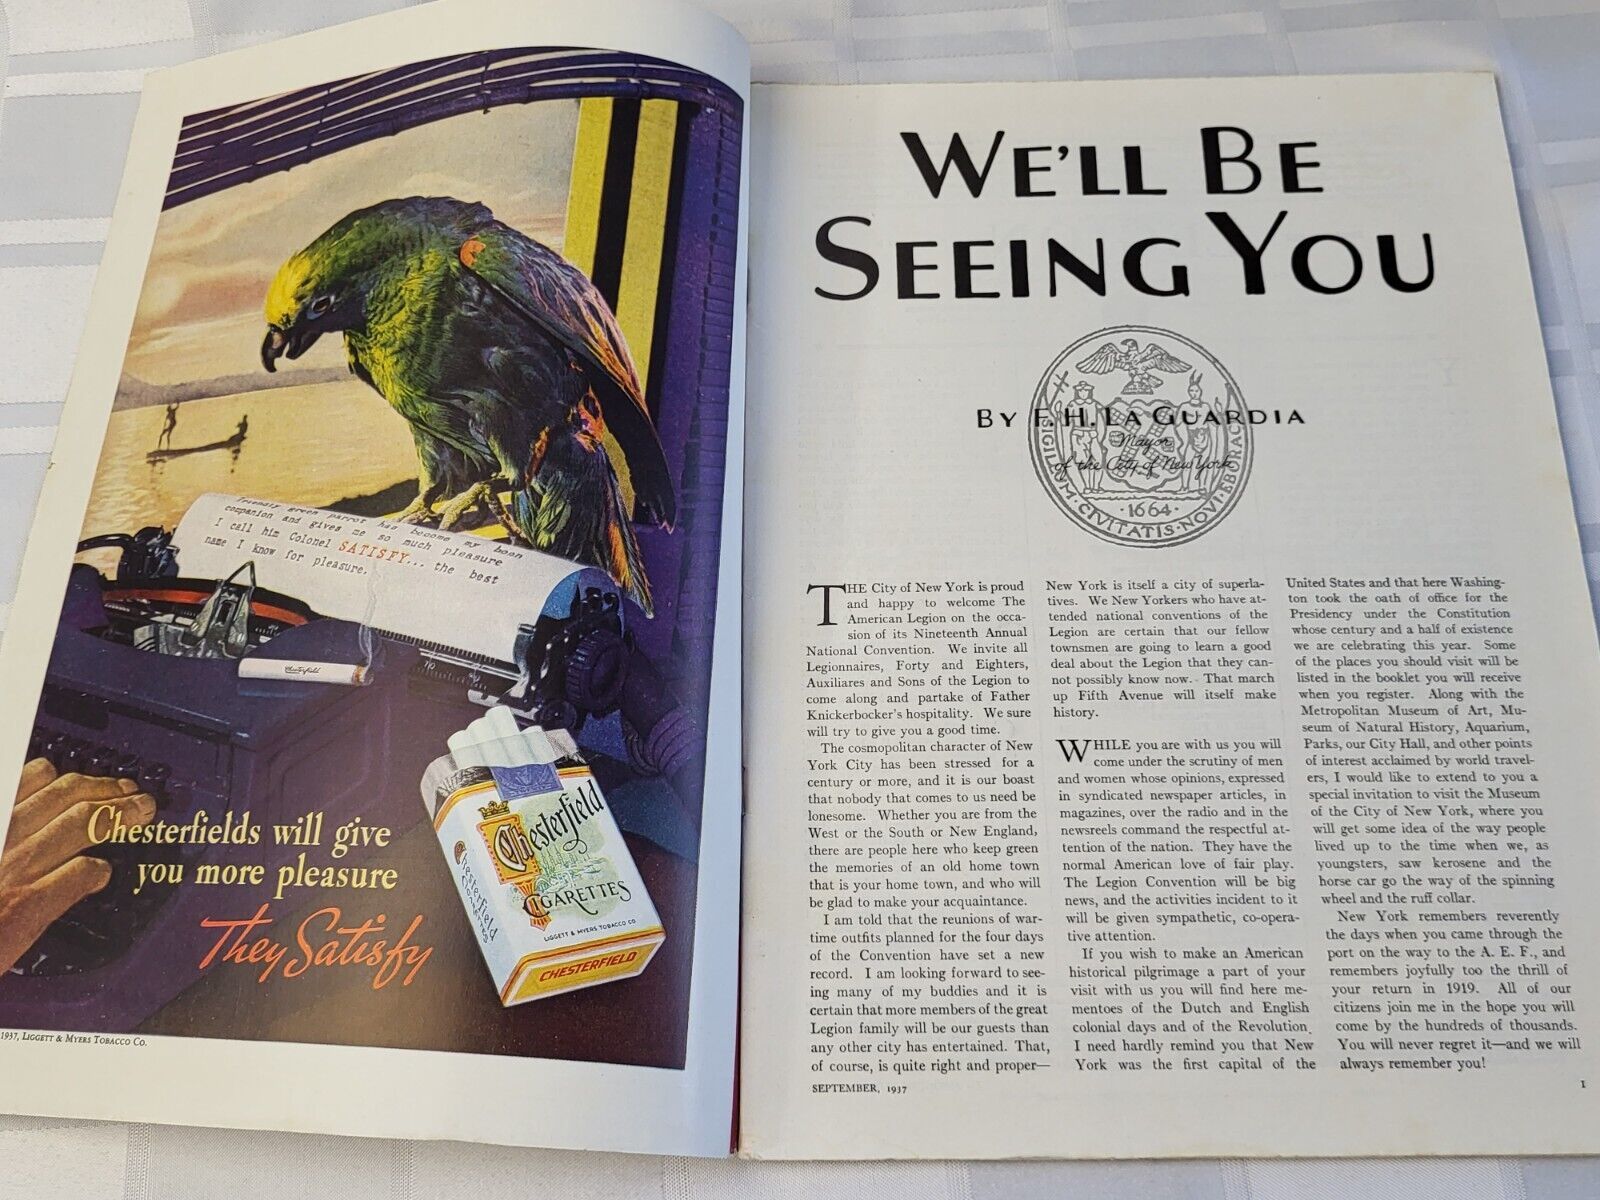 Friendly green parrot has become my boon
companion and gives me so much pleasure
I call him Colonel SATISFY... the best
name I know for pleasure.
Chesterfield
Chesterfields will give
you more pleasure
They Satisfy
Chesterfield
CIGARETTES
LIGGETT & MYERS TOBACCO CO
CHESTERFIELD
Chesterfield
Cigarettes
1937, LIGGETT & MYERS TOBACCO CO.
WE'LL BE
SEEING YOU
BY F. H. LA GUARDIA
Mayor
of the City of New York
SIGILLUM · CIVITATIS · NOVI · EBORACI
· 1664 ·
THE City of New York is proud
and happy to welcome The
American Legion on the occa-
sion of its Nineteenth Annual
National Convention. We invite all
Legionnaires, Forty and Eighters,
Auxiliares and Sons of the Legion to
come along and partake of Father
Knickerbocker's hospitality. We sure
will try to give you a good time.
The cosmopolitan character of New
York City has been stressed for a
century or more, and it is our boast
that nobody that comes to us need be
lonesome. Whether you are from the
West or the South or New England,
there are people here who keep green
the memories of an old home town
that is your home town, and who will
be glad to make your acquaintance.
I am told that the reunions of war-
time outfits planned for the four days
of the Convention have set a new
record. I am looking forward to see-
ing many of my buddies and it is
certain that more members of the great
Legion family will be our guests than
any other city has entertained. That,
of course, is quite right and proper—
New York is itself a city of superla-
tives. We New Yorkers who have at-
tended national conventions of the
Legion are certain that our fellow
townsmen are going to learn a good
deal about the Legion that they can-
not possibly know now. That march
up Fifth Avenue will itself make
history.
WHILE you are with us you will
come under the scrutiny of men
and women whose opinions, expressed
in syndicated newspaper articles, in
magazines, over the radio and in the
newsreels command the respectful at-
tention of the nation. They have the
normal American love of fair play.
The Legion Convention will be big
news, and the activities incident to it
will be given sympathetic, co-opera-
tive attention.
If you wish to make an American
historical pilgrimage a part of your
visit with us you will find here me-
mentoes of the Dutch and English
colonial days and of the Revolution.
I need hardly remind you that New
York was the first capital of the
United States and that here Washing-
ton took the oath of office for the
Presidency under the Constitution
whose century and a half of existence
we are celebrating this year. Some
of the places you should visit will be
listed in the booklet you will receive
when you register. Along with the
Metropolitan Museum of Art, Mu-
seum of Natural History, Aquarium,
Parks, our City Hall, and other points
of interest acclaimed by world travel-
ers, I would like to extend to you a
special invitation to visit the Museum
of the City of New York, where you
will get some idea of the way people
lived up to the time when we, as
youngsters, saw kerosene and the
horse car go the way of the spinning
wheel and the ruff collar.
New York remembers reverently
the days when you came through the
port on the way to the A. E. F., and
remembers joyfully too the thrill of
your return in 1919. All of our
citizens join me in the hope you will
come by the hundreds of thousands.
You will never regret it—and we will
always remember you!
SEPTEMBER, 1937
1